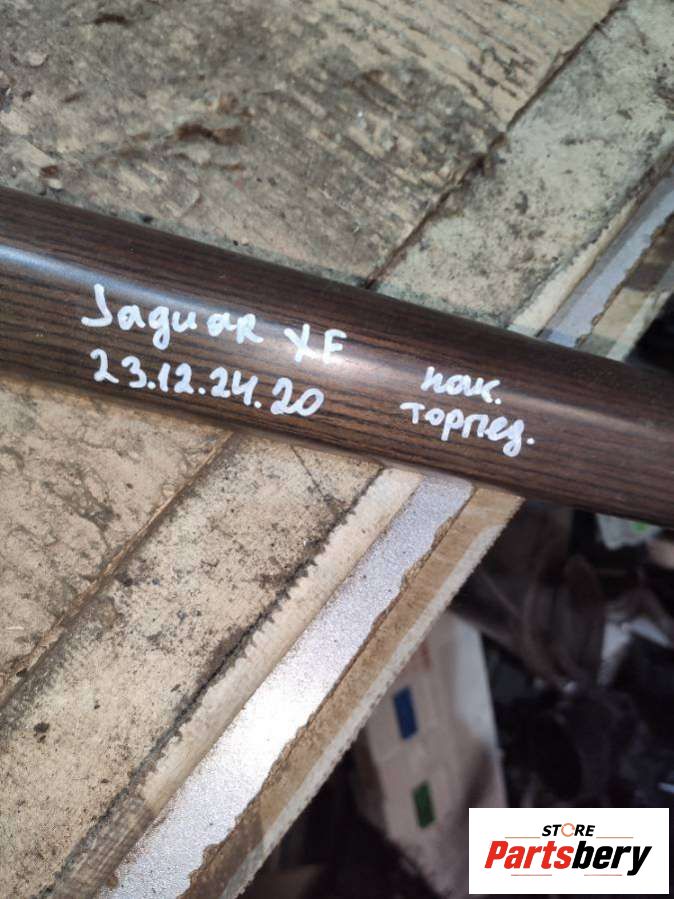 Jaguar XF
23.12.24.20
нак.
торпед.
STORE
Partsbery